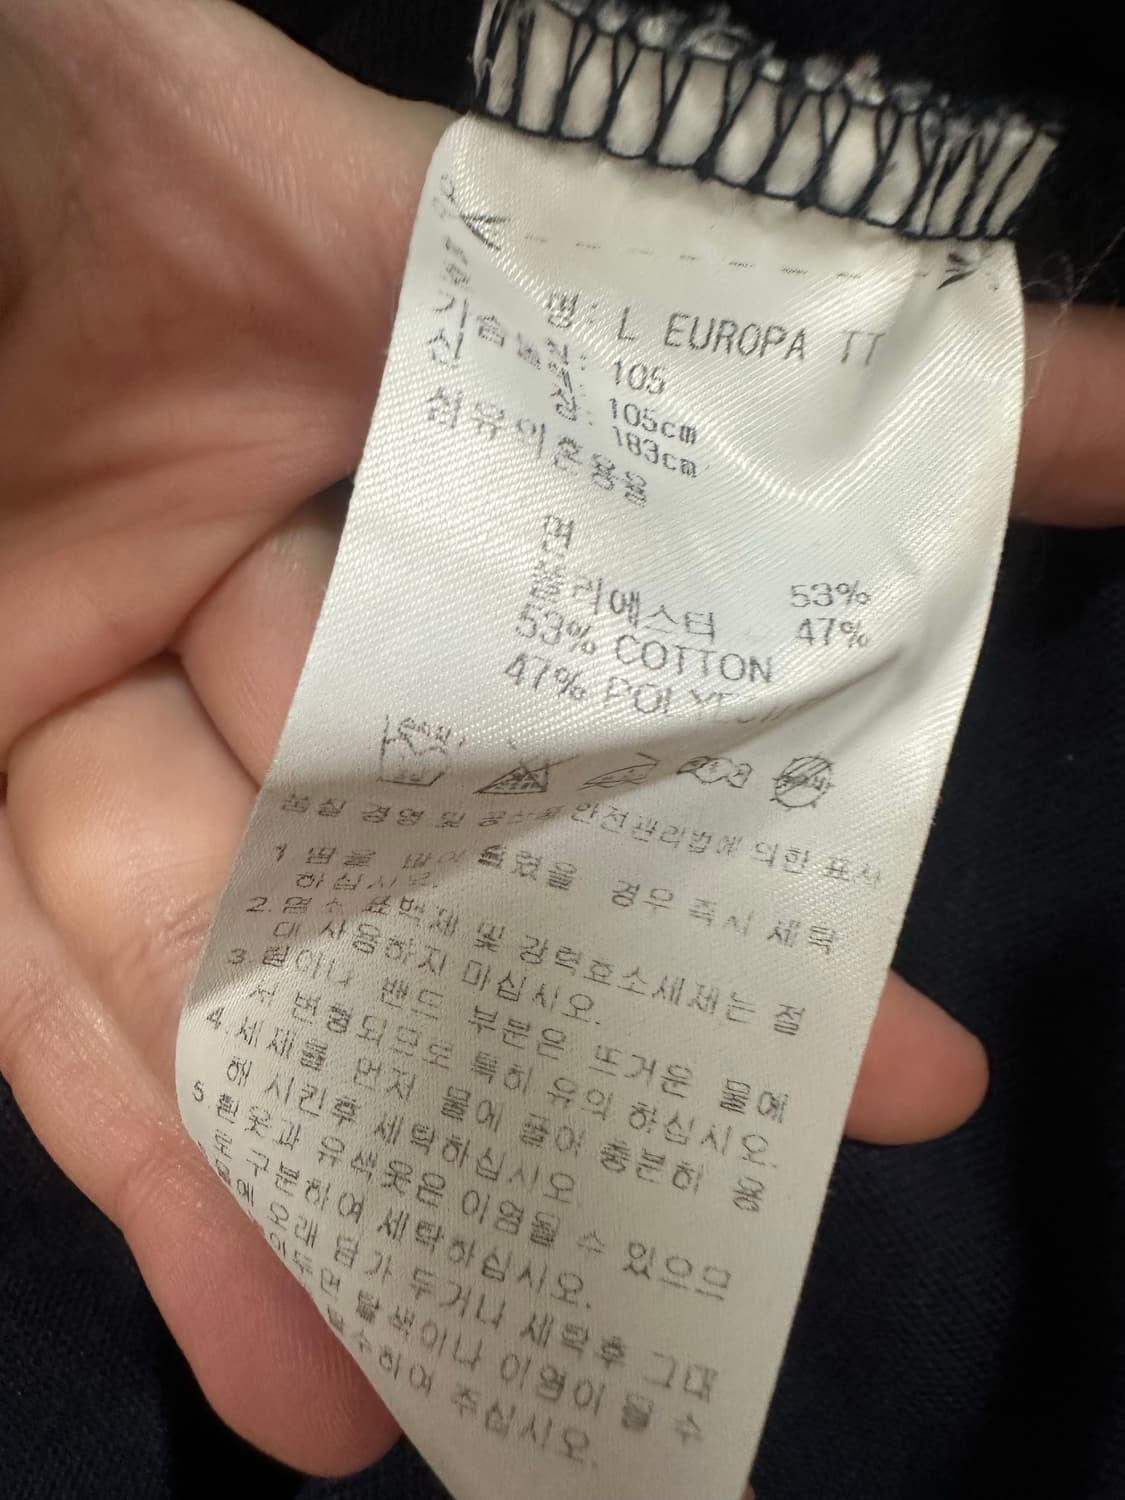 명: L EUROPA TT
105
105cm
신 장: 183cm
섬유의혼용율
면 53%
폴리에스터 47%
53% COTTON
47% POLYESTER
품질 경영 및 공산품안전관리법에 의한 표시
1. 땀을 많이 흘렸을 경우 즉시 세탁
하십시오.
2. 염소 표백제 및 강력효소세제는 절
대 사용하지 마십시오.
3. 함이나 밴드 부분은 뜨거운 물에
서 변형되므로 특히 유의 하십시오.
4. 세제를 먼저 물에 풀어 충분히 용
해 시킨후 세탁하십시오.
5. 흰옷과 유색옷은 이염될 수 있으므
로 구분하여 세탁하십시오.
물에 오래 담가 두거나 세탁후 그대
이두면 탈색이나 이염이 될 수
하여 주십시오.